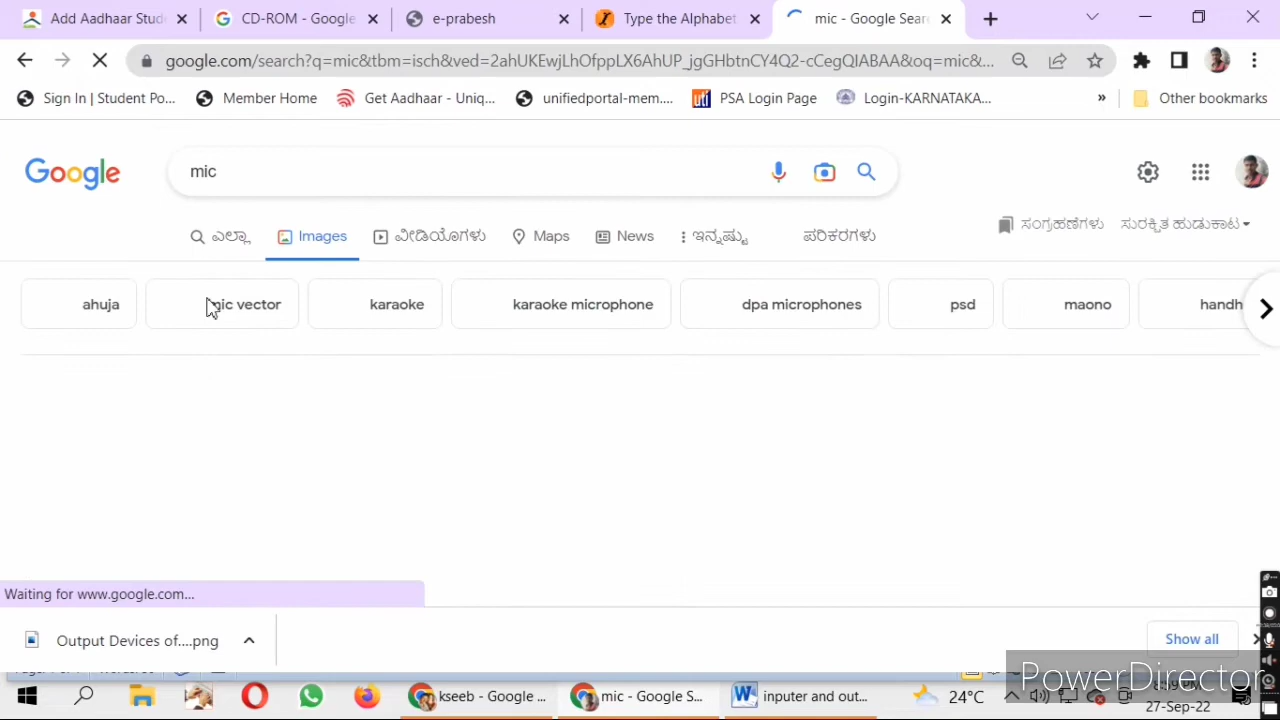 Add Aadhaar Stud
CD-ROM - Google
e-prabesh
Type the Alphabet
mic - Google Sear
google.com/search?q=mic&tbm=isch&ved=2ahUKEwjLhOfppLX6AhUP_jgGHbtnCY4Q2-cCegQIABAA&oq=mic&...
Sign In | Student Po...
Member Home
Get Aadhaar - Uniq...
unifiedportal-mem....
uti PSA Login Page
Login-KARNATAKA...
» Other bookmarks
Google
mic
ಎಲ್ಲಾ Images ವೀಡಿಯೊಗಳು Maps News ಇನ್ನಷ್ಟು ಪರಿಕರಗಳು
ಸಂಗ್ರಹಣೆಗಳು ಸುರಕ್ಷಿತ ಹುಡುಕಾಟ
ahuja
mic vector
karaoke
karaoke microphone
dpa microphones
psd
maono
handh
Waiting for www.google.com...
Output Devices of....png
Show all
kseeb - Google ...
mic - Google S...
inputer and out...
24°C
27-Sep-22
PowerDirector